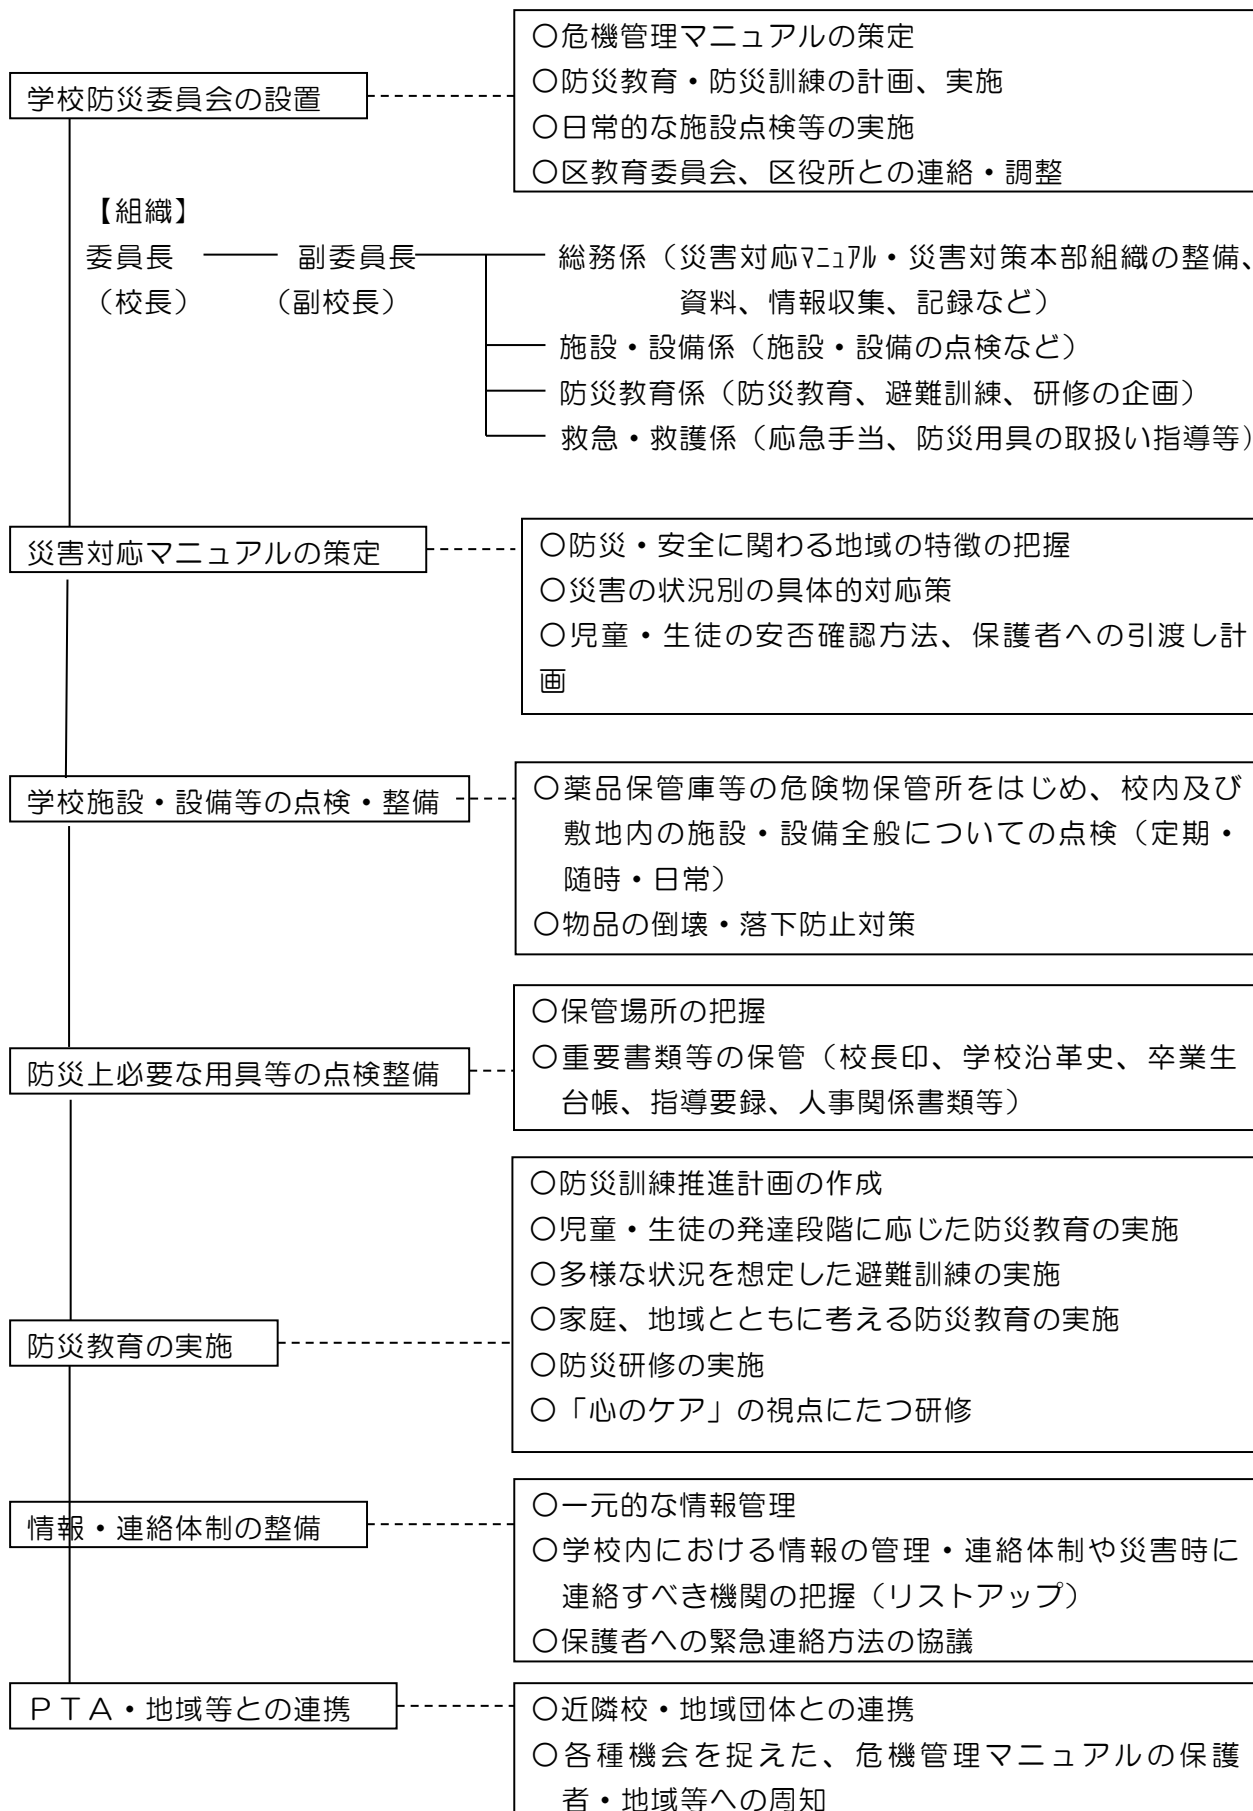 学校防災委員会の設置
〇危機管理マニュアルの策定
〇防災教育・防災訓練の計画、実施
〇日常的な施設点検等の実施
〇区教育委員会、区役所との連絡・調整
【組織】
委員長 副委員長 総務係（災害対応ﾏﾆｭｱﾙ・災害対策本部組織の整備、
（校長） （副校長） 資料、情報収集、記録など）
施設・設備係（施設・設備の点検など）
防災教育係（防災教育、避難訓練、研修の企画）
救急・救護係（応急手当、防災用具の取扱い指導等）
災害対応マニュアルの策定
〇防災・安全に関わる地域の特徴の把握
〇災害の状況別の具体的対応策
〇児童・生徒の安否確認方法、保護者への引渡し計
画
学校施設・設備等の点検・整備
〇薬品保管庫等の危険物保管所をはじめ、校内及び
敷地内の施設・設備全般についての点検（定期・
随時・日常）
〇物品の倒壊・落下防止対策
防災上必要な用具等の点検整備
〇保管場所の把握
〇重要書類等の保管（校長印、学校沿革史、卒業生
台帳、指導要録、人事関係書類等）
防災教育の実施
〇防災訓練推進計画の作成
〇児童・生徒の発達段階に応じた防災教育の実施
〇多様な状況を想定した避難訓練の実施
〇家庭、地域とともに考える防災教育の実施
〇防災研修の実施
〇「心のケア」の視点にたつ研修
情報・連絡体制の整備
〇一元的な情報管理
〇学校内における情報の管理・連絡体制や災害時に
連絡すべき機関の把握（リストアップ）
〇保護者への緊急連絡方法の協議
ＰＴＡ・地域等との連携
〇近隣校・地域団体との連携
〇各種機会を捉えた、危機管理マニュアルの保護
者・地域等への周知